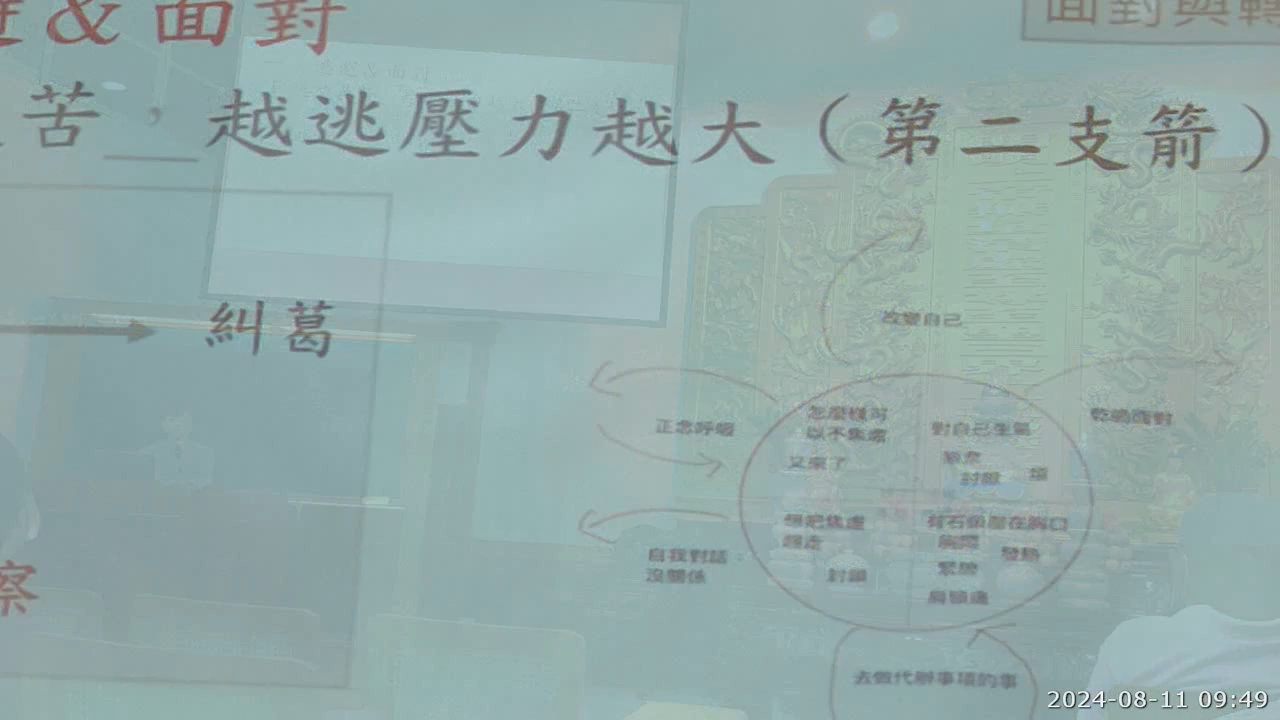 & 面對
面對與轉
苦，越逃壓力越大（第二支箭）
糾葛
改變自己
正念呼吸
怎麼樣可
以不焦慮
對自己生氣
又來了
討厭 煩
想把焦慮
趕走
有石頭壓在胸口
胸悶 發熱
緊繃
肩頸痛
討厭
自我對話：
沒關係
察
去做代辦事項的事
2024-08-11 09:49